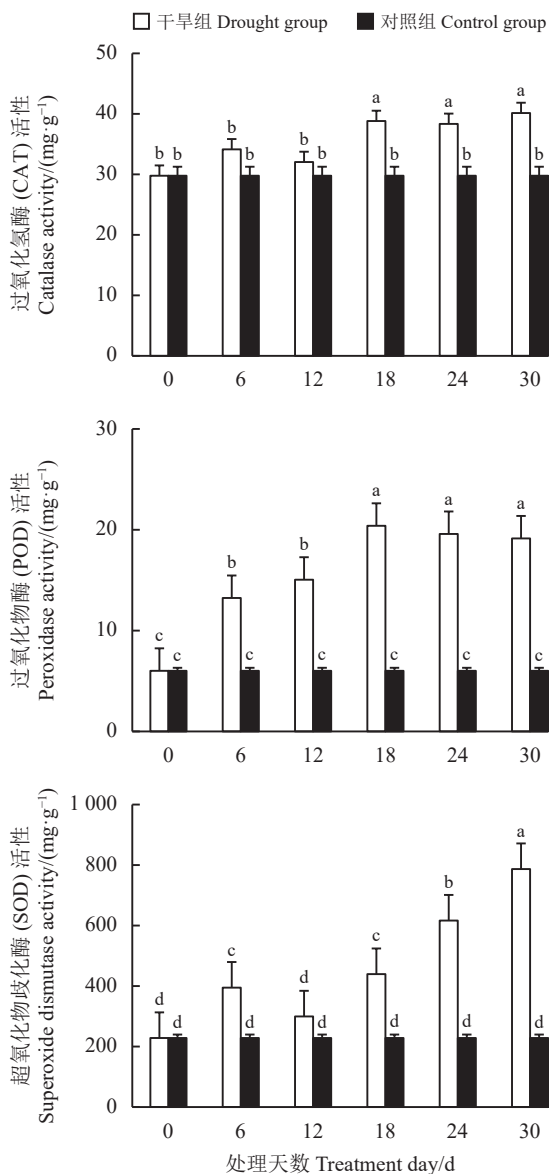 干旱组 Drought group 对照组 Control group
过氧化氢酶 (CAT) 活性
Catalase activity/(mg·g⁻¹)
50
40
30
20
10
0
b b b b b b a b a b a b
0 6 12 18 24 30
过氧化物酶 (POD) 活性
Peroxidase activity/(mg·g⁻¹)
30
20
10
0
c c b c b c a c a c a c
0 6 12 18 24 30
超氧化物歧化酶 (SOD) 活性
Superoxide dismutase activity/(mg·g⁻¹)
1 000
800
600
400
200
0
d d c d d d c d b d a d
0 6 12 18 24 30
处理天数 Treatment day/d